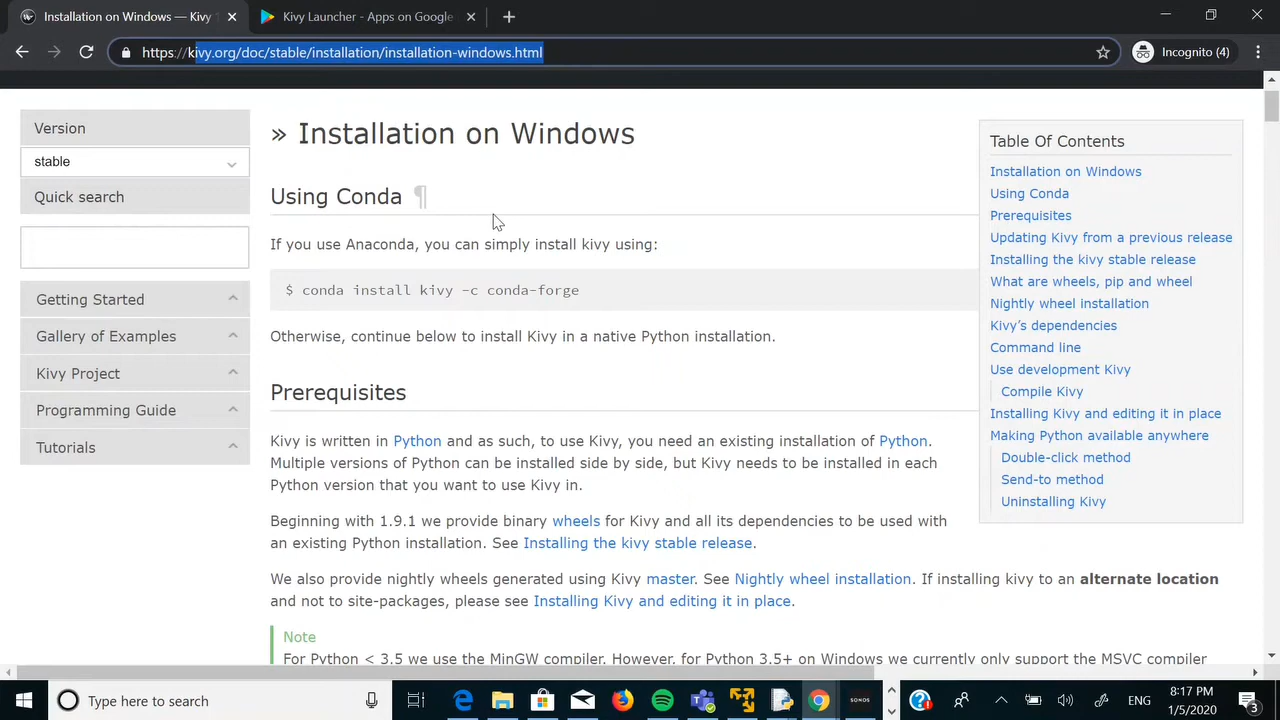 Installation on Windows — Kivy 1
Kivy Launcher - Apps on Google
https://kivy.org/doc/stable/installation/installation-windows.html
Incognito (4)
Version
stable
Quick search
Getting Started
Gallery of Examples
Kivy Project
Programming Guide
Tutorials
» Installation on Windows
Using Conda ¶
If you use Anaconda, you can simply install kivy using:
$ conda install kivy -c conda-forge
Otherwise, continue below to install Kivy in a native Python installation.
Prerequisites
Kivy is written in Python and as such, to use Kivy, you need an existing installation of Python.
Multiple versions of Python can be installed side by side, but Kivy needs to be installed in each
Python version that you want to use Kivy in.
Beginning with 1.9.1 we provide binary wheels for Kivy and all its dependencies to be used with
an existing Python installation. See Installing the kivy stable release.
We also provide nightly wheels generated using Kivy master. See Nightly wheel installation. If installing kivy to an alternate location
and not to site-packages, please see Installing Kivy and editing it in place.
Note
For Python < 3.5 we use the MinGW compiler. However, for Python 3.5+ on Windows we currently only support the MSVC compiler
Table Of Contents
Installation on Windows
Using Conda
Prerequisites
Updating Kivy from a previous release
Installing the kivy stable release
What are wheels, pip and wheel
Nightly wheel installation
Kivy's dependencies
Command line
Use development Kivy
Compile Kivy
Installing Kivy and editing it in place
Making Python available anywhere
Double-click method
Send-to method
Uninstalling Kivy
Type here to search
SONOS
ENG
8:17 PM
1/5/2020
3